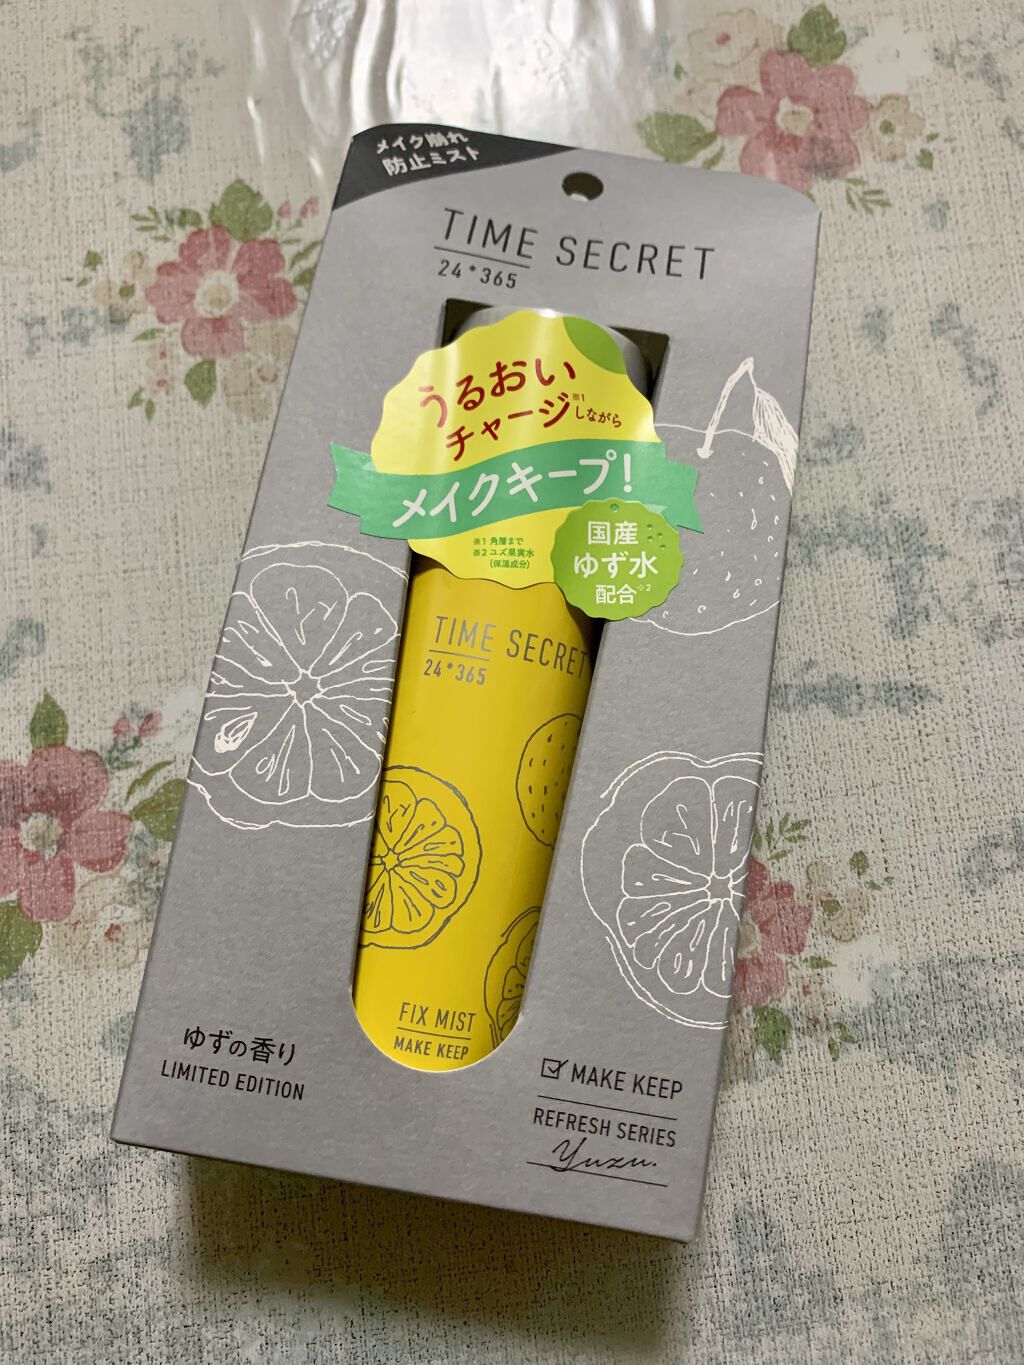 メイク崩れ
防止ミスト
TIME SECRET
24*365
うるおい
チャージ※1しながら
メイクキープ!
※1 角層まで
※2 ユズ果実水
(保湿成分)
国産
ゆず水
配合※2
TIME SECRET
24*365
FIX MIST
MAKE KEEP
ゆずの香り
LIMITED EDITION
MAKE KEEP
REFRESH SERIES
Yuzu.